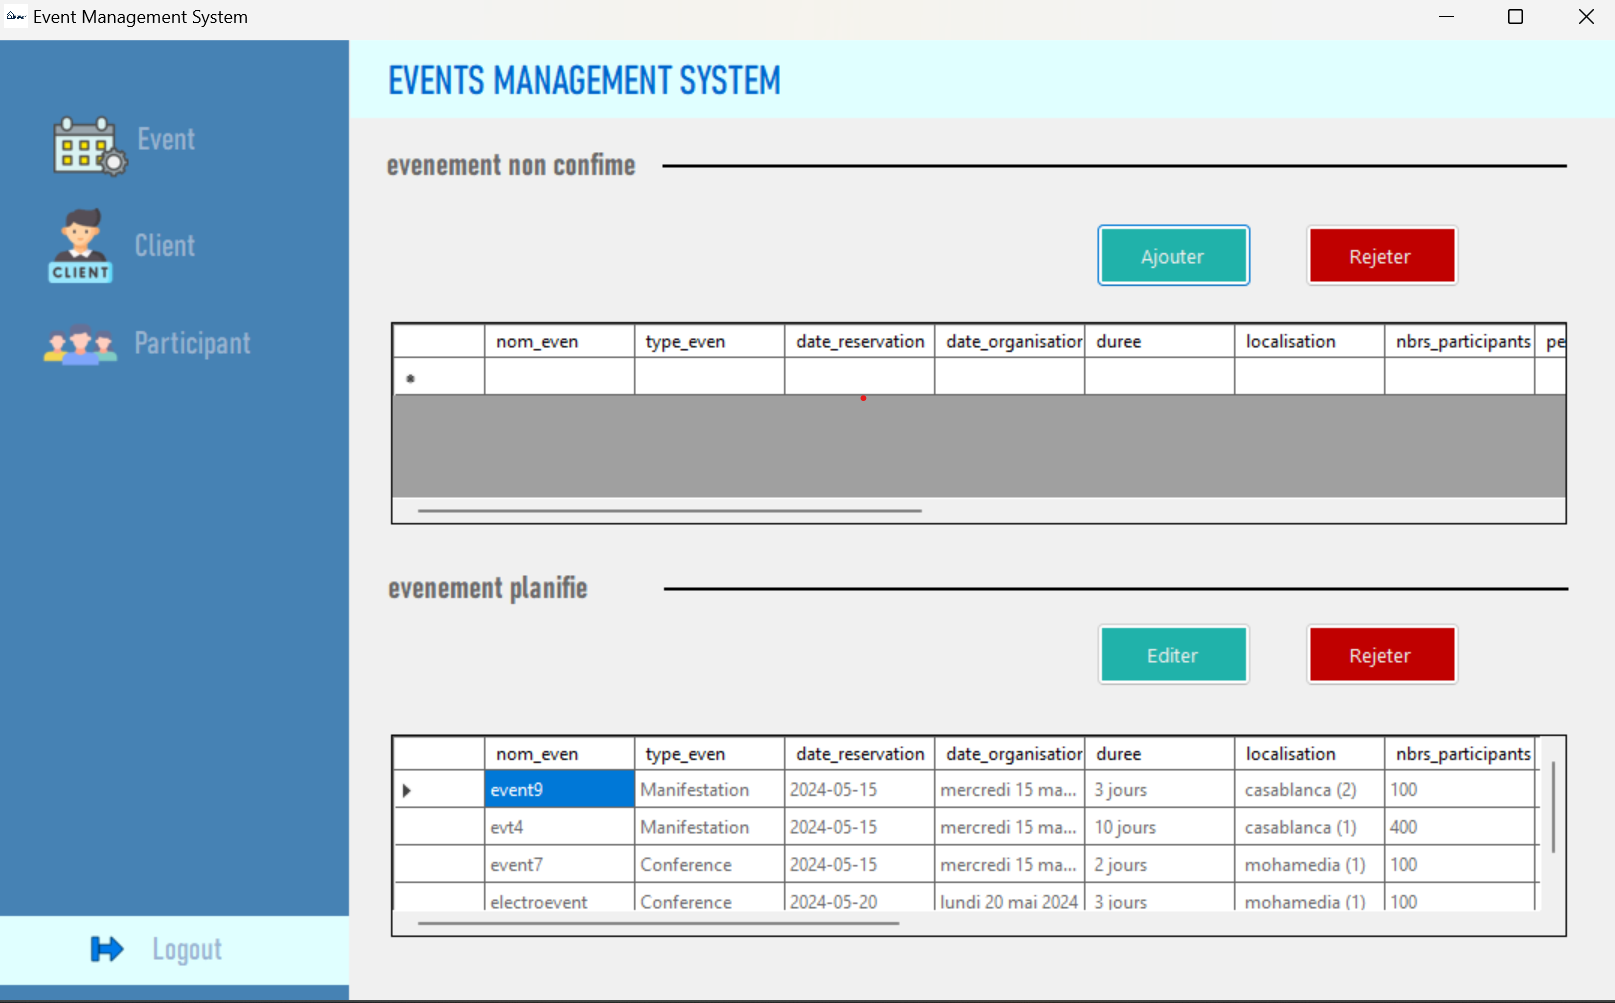 Event Management System
EVENTS MANAGEMENT SYSTEM
Event
CLIENT
Client
Participant
Logout
evenement non confime
Ajouter
Rejeter
nom_even type_even date_reservation date_organisation duree localisation nbrs_participants pe
evenement planifie
Editer
Rejeter
nom_even type_even date_reservation date_organisation duree localisation nbrs_participants
event9 Manifestation 2024-05-15 mercredi 15 ma... 3 jours casablanca (2) 100
evt4 Manifestation 2024-05-15 mercredi 15 ma... 10 jours casablanca (1) 400
event7 Conference 2024-05-15 mercredi 15 ma... 2 jours mohamedia (1) 100
electroevent Conference 2024-05-20 lundi 20 mai 2024 3 jours mohamedia (1) 100